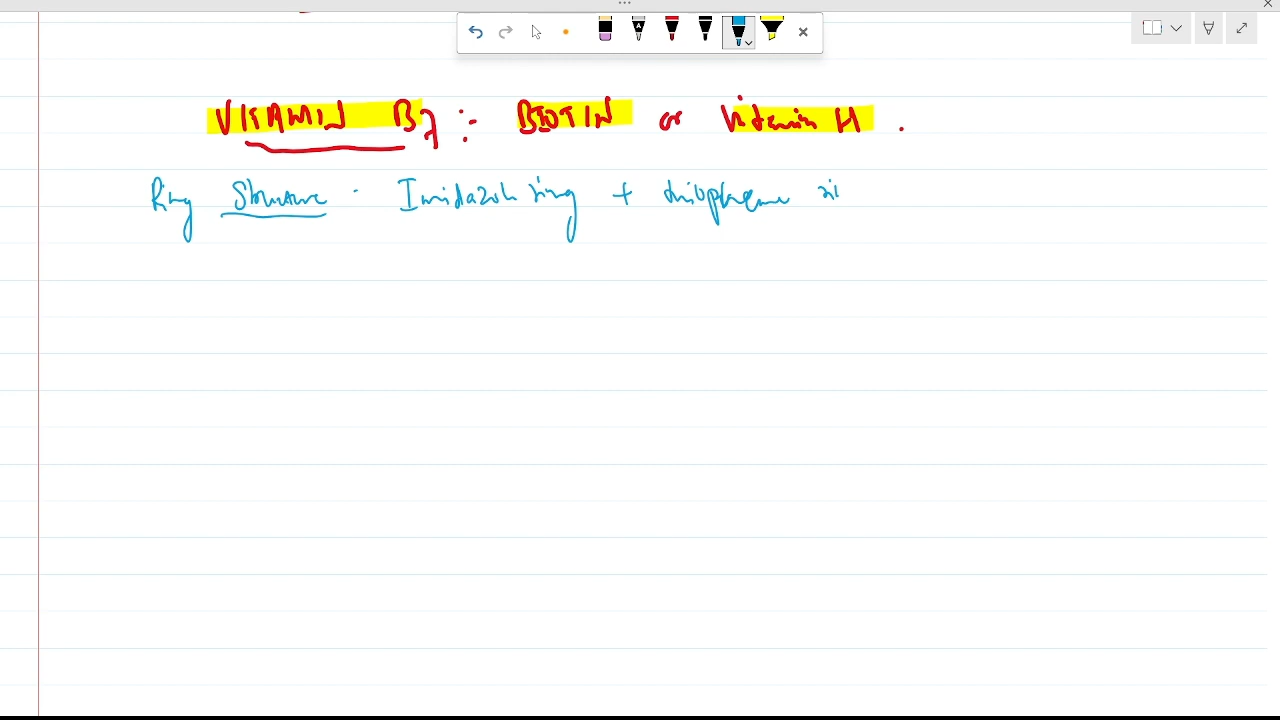 VITAMIN B7 :- BIOTIN or Vitamin H .
Ring Structure - Imidazole ring + thiophene ri